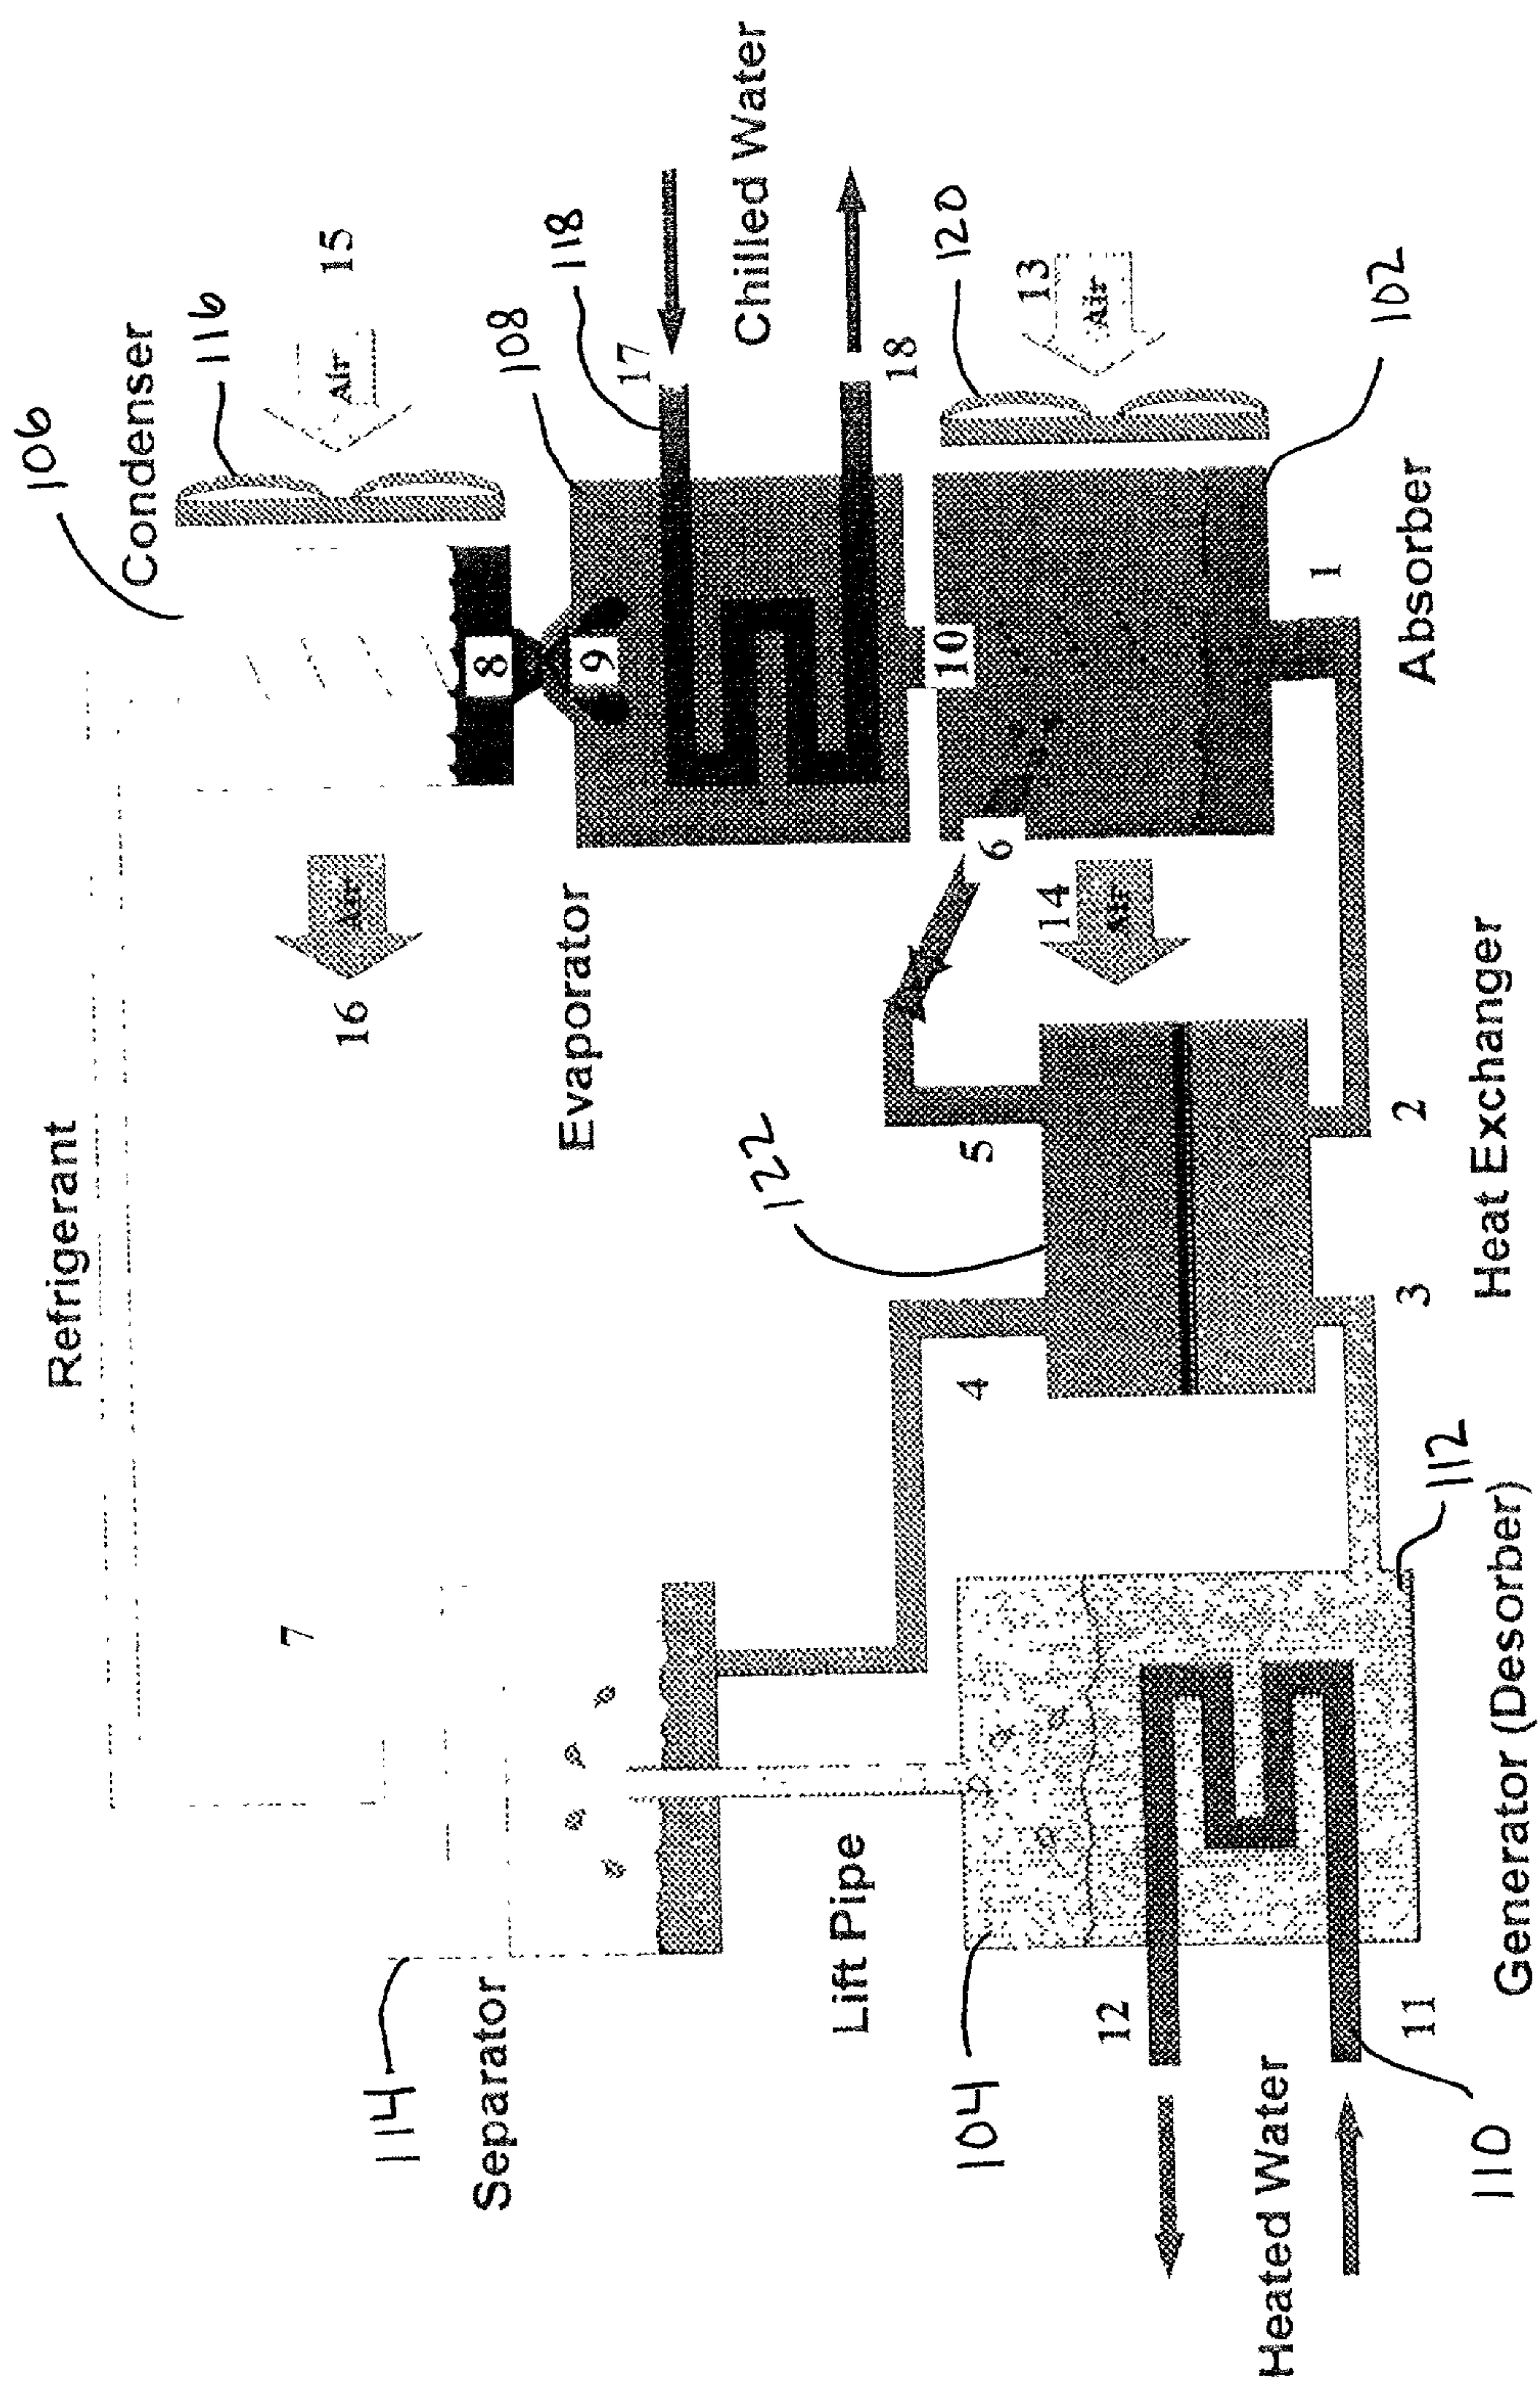 106
Refrigerant
Condenser
116
7
15
Air
Air
16
114
Separator
8
108
118
Evaporator
9
17
Chilled Water
122
Lift Pipe
18
10
120
104
4
5
6
13
Air
14
Air
12
Heated Water
1
102
3
2
Absorber
11
112
110
Heat Exchanger
Generator (Desorber)